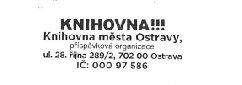 KNIHOVNA!!!
Knihovna města Ostravy,
příspěvková organizace
ul. 28. října 289/2, 702 00 Ostrava
IČ: 000 97 586